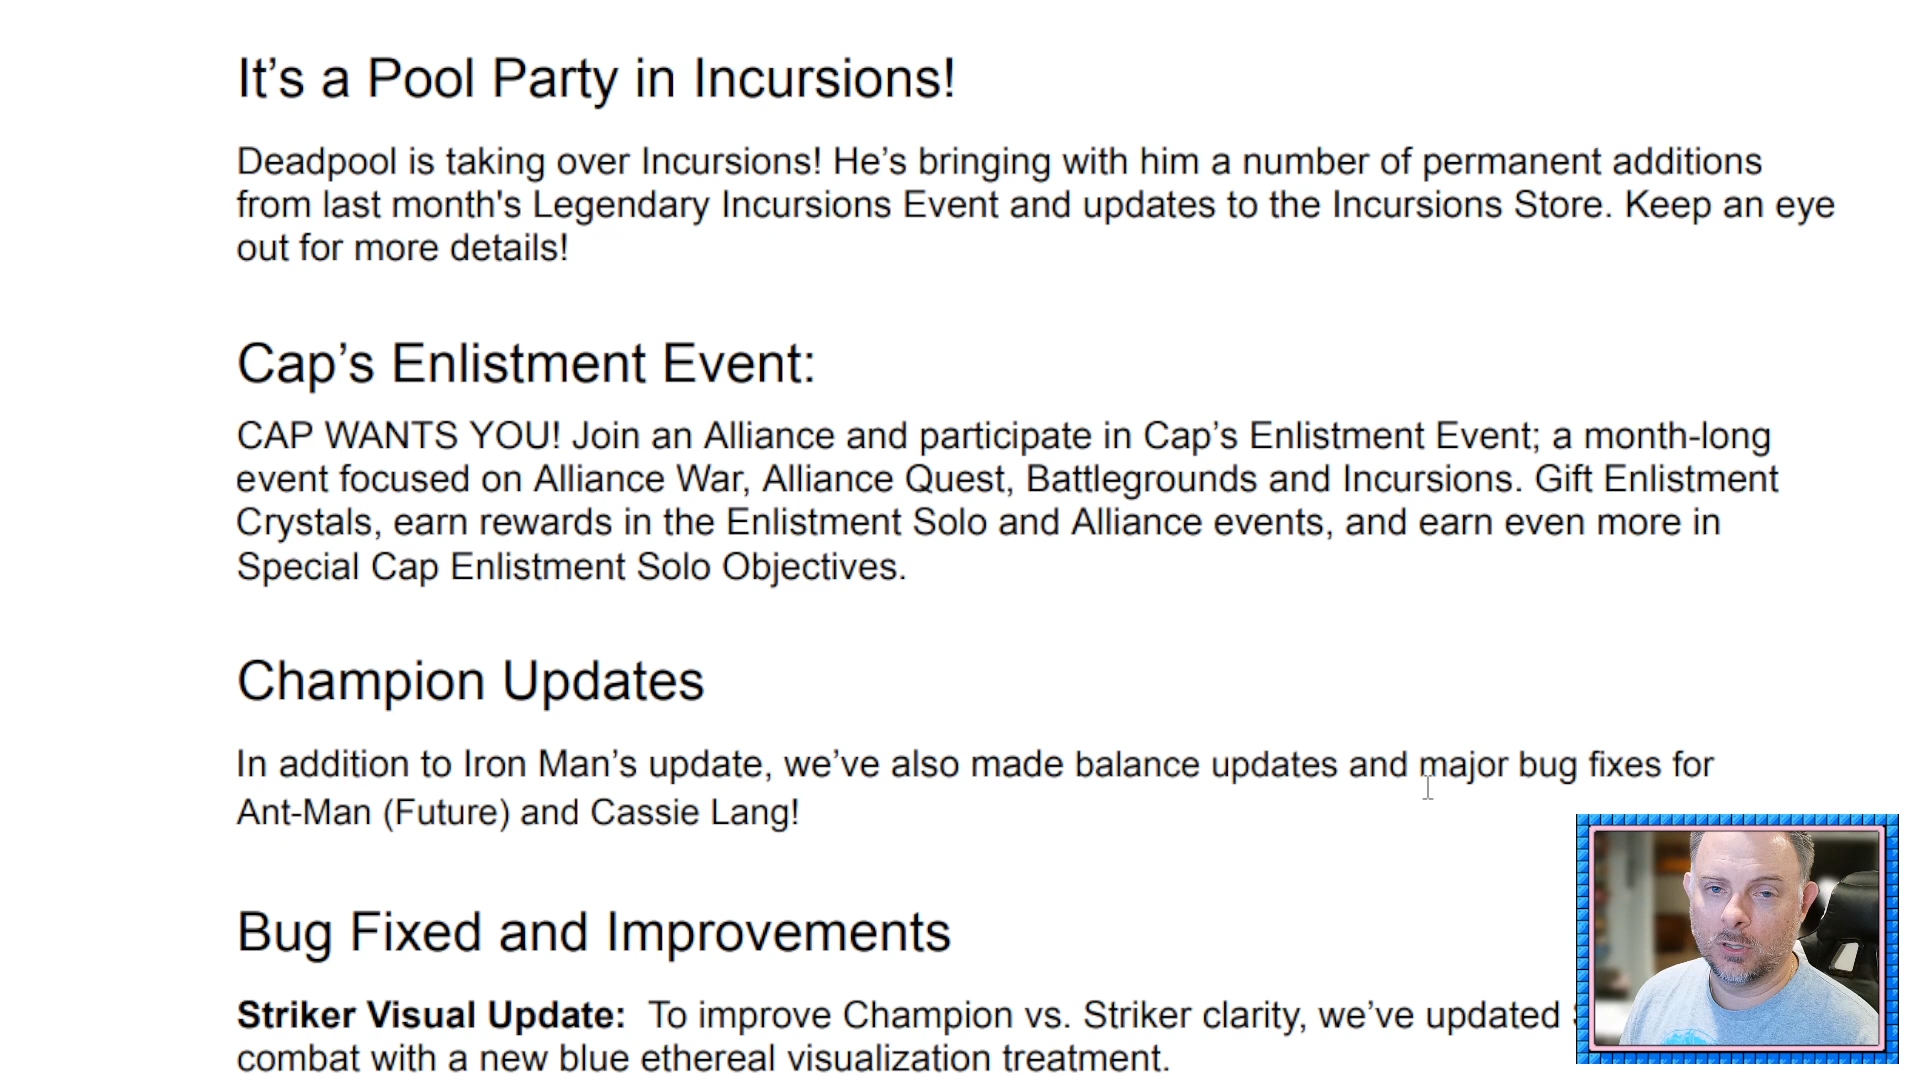 It’s a Pool Party in Incursions!
Deadpool is taking over Incursions! He’s bringing with him a number of permanent additions
from last month's Legendary Incursions Event and updates to the Incursions Store. Keep an eye
out for more details!
Cap’s Enlistment Event:
CAP WANTS YOU! Join an Alliance and participate in Cap’s Enlistment Event; a month-long
event focused on Alliance War, Alliance Quest, Battlegrounds and Incursions. Gift Enlistment
Crystals, earn rewards in the Enlistment Solo and Alliance events, and earn even more in
Special Cap Enlistment Solo Objectives.
Champion Updates
In addition to Iron Man’s update, we’ve also made balance updates and major bug fixes for
Ant-Man (Future) and Cassie Lang!
Bug Fixed and Improvements
Striker Visual Update: To improve Champion vs. Striker clarity, we’ve updated
combat with a new blue ethereal visualization treatment.